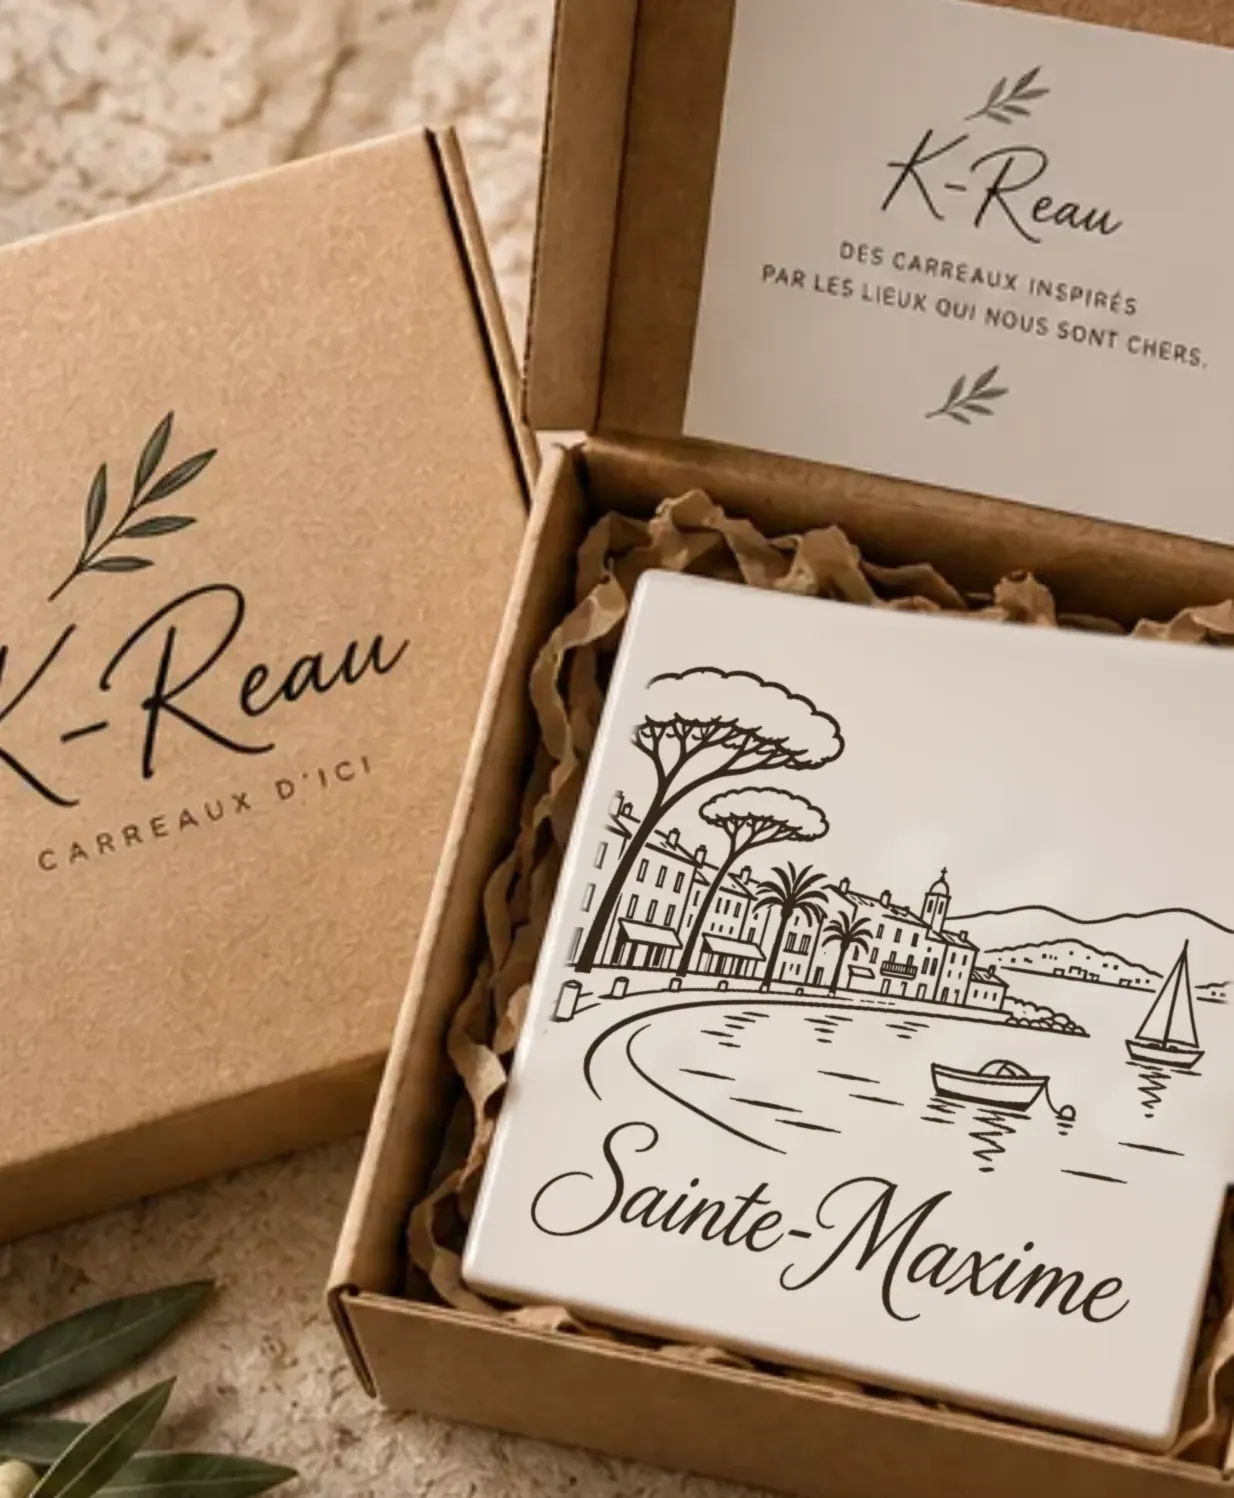 K-Reau
DES CARREAUX INSPIRÉS
PAR LES LIEUX QUI NOUS SONT CHERS.
K-Reau
CARREAUX D'ICI
Sainte-Maxime